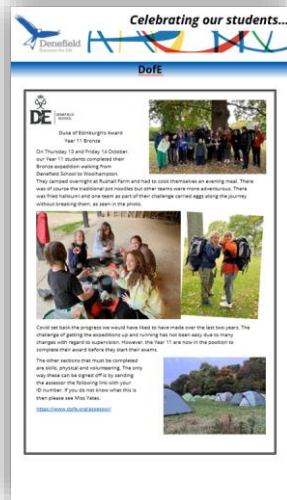 Celebrating our students...
Denefield
DofE
DofE
DENEFIELD
SCHOOL
Duke of Edinburgh's Award
Year 11 Bronze
On Thursday 13 and Friday 14 October,
our Year 11 students completed their
Bronze expedition walking from
Denefield School to Woolhampton.
They camped overnight at Rushall Farm and had to cook themselves an evening meal. There
was of course the traditional pot noodles but other teams were more adventurous. There
was fried halloumi and one team as part of their challenge carried eggs along the journey
without breaking them, as seen in the photo.
Covid set back the progress we would have liked to have made over the last two years. The
challenge of getting the expeditions up and running has not been easy due to many
changes with regard to supervision. However, the Year 11 are now in the position to
complete their award before they start their exams.
The other sections that must be completed
are skills, physical and volunteering. The only
way these can be signed off is by sending
the assessor the following link with your
ID number. If you do not know what this is
then please see Miss Yates.
https://www.dofe.org/assessor/